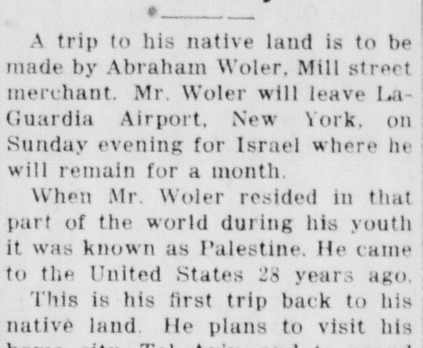 A trip to his native land is to be
made by Abraham Woler, Mill street
merchant. Mr. Woler will leave La-
Guardia Airport, New York, on
Sunday evening for Israel where he
will remain for a month.
When Mr. Woler resided in that
part of the world during his youth
it was known as Palestine. He came
to the United States 28 years ago.
This is his first trip back to his
native land. He plans to visit his